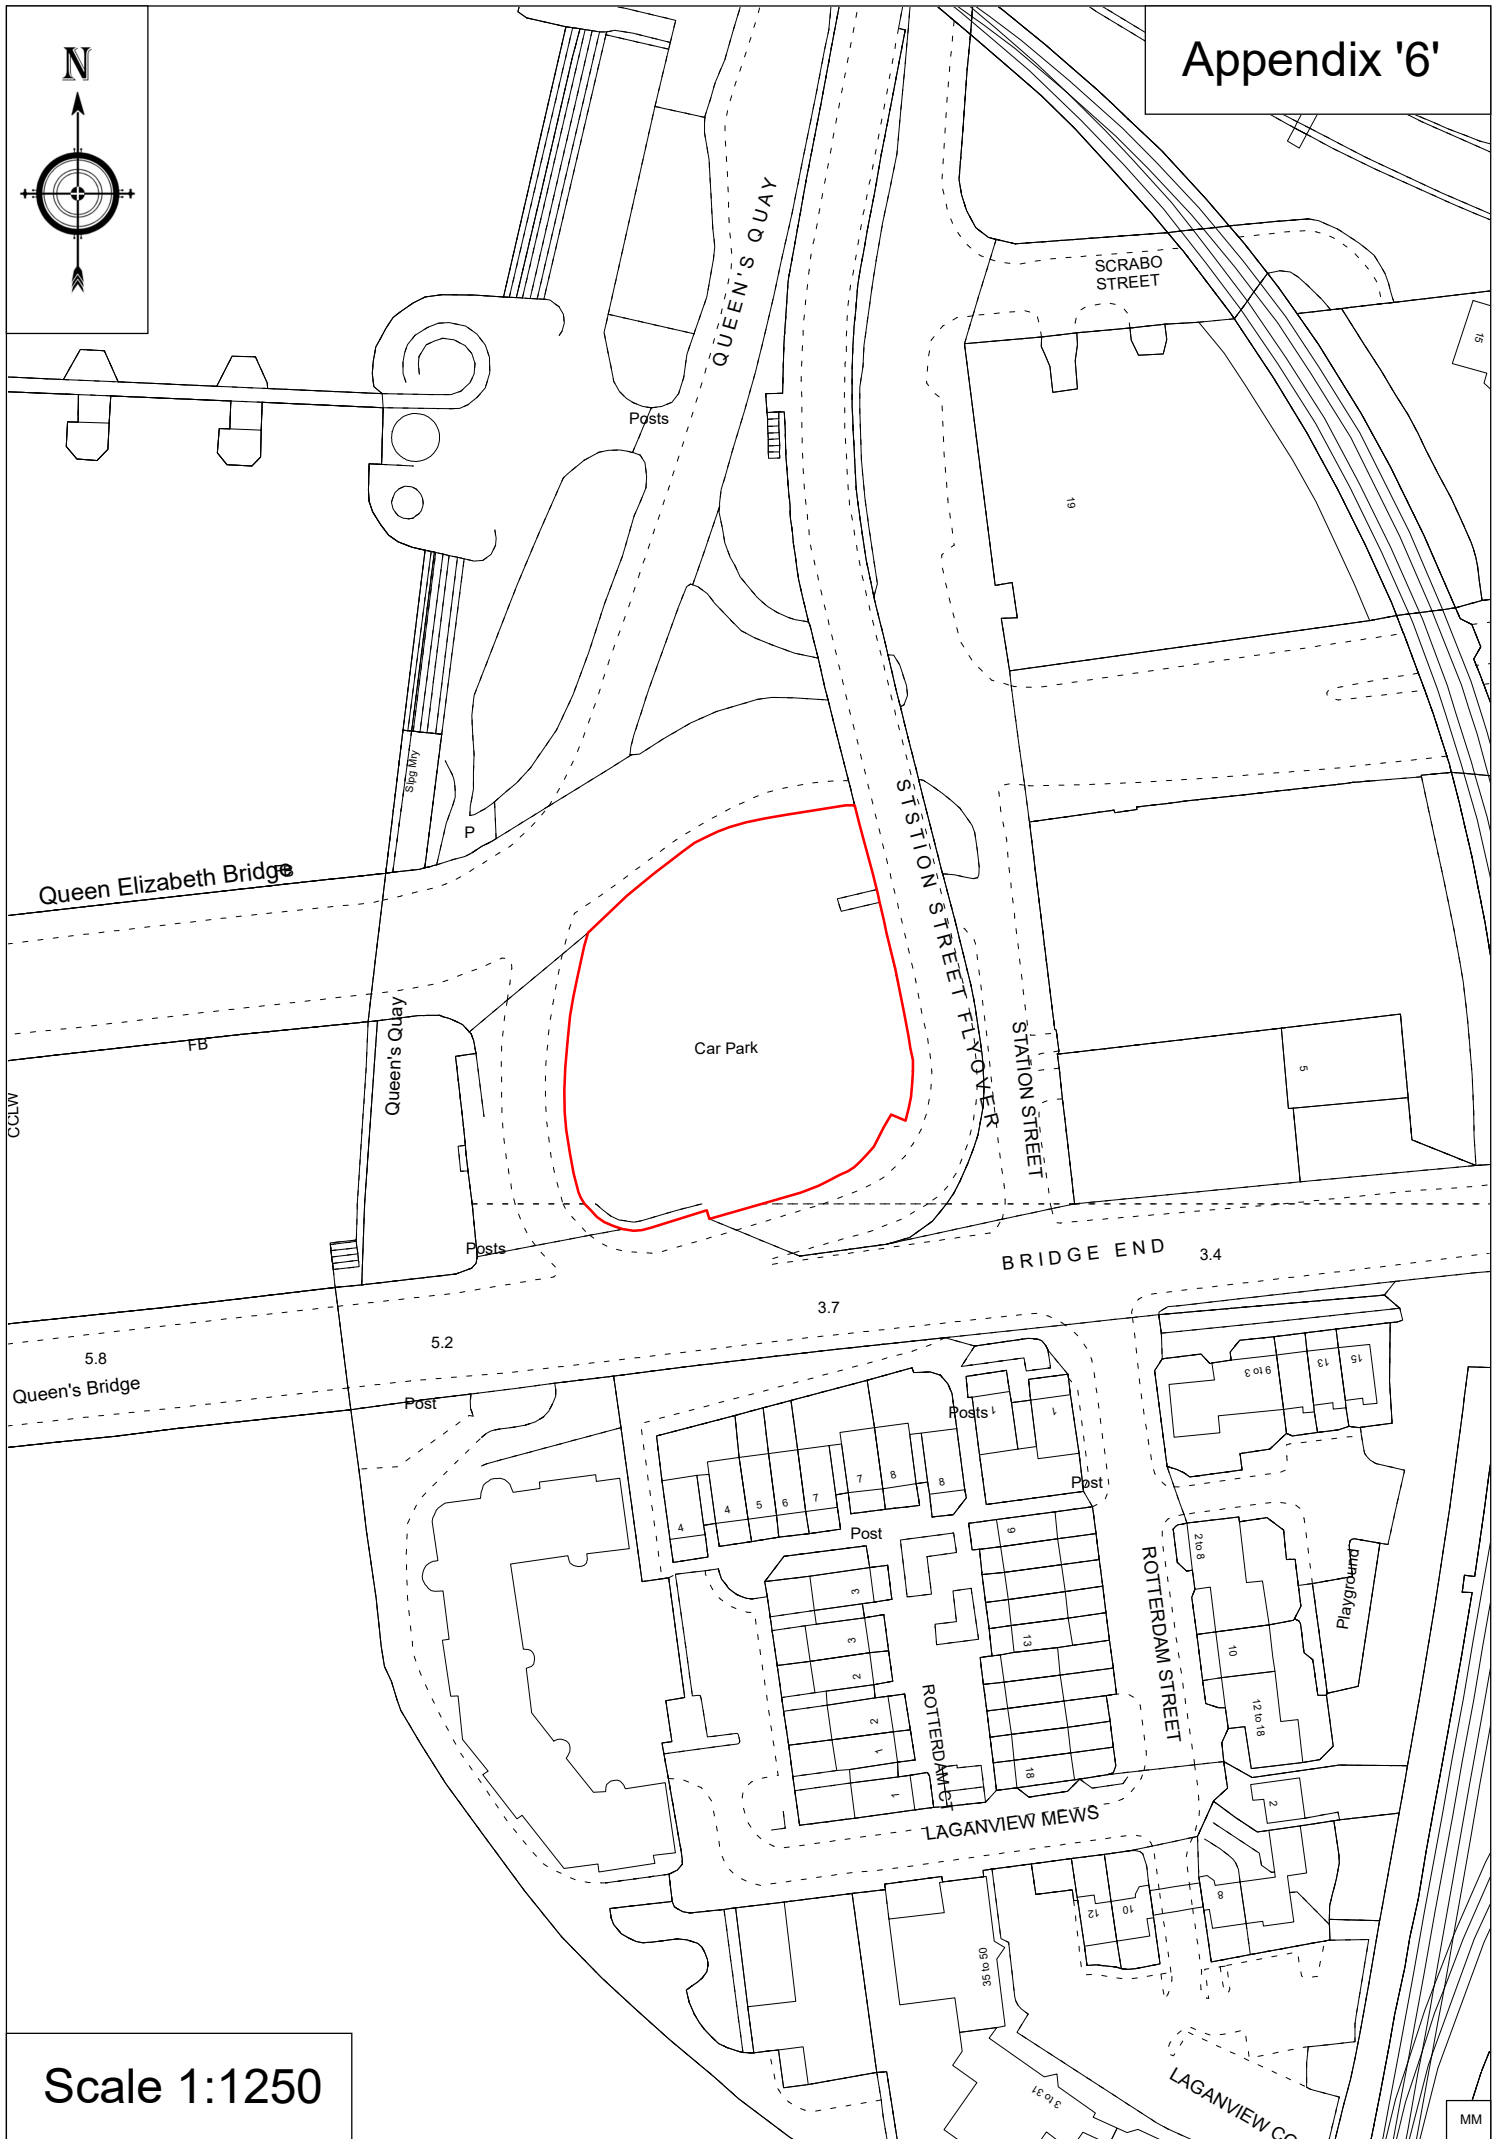 N
Appendix '6'
QUEEN'S QUAY
SCRABO
STREET
15
Posts
19
Slpg Mry
P
Queen Elizabeth Bridge
FB
STSTION STREET FLYOVER
Queen's Quay
FB
CCLW
Car Park
STATION STREET
5
Posts
BRIDGE END
3.4
3.7
5.2
5.8
Queen's Bridge
Post
9 to 3
13
15
Posts
1
1
7
8
8
Post
4
4
5
6
7
Post
9
2 to 8
ROTTERDAM STREET
Playground
3
3
13
10
2
2
12 to 18
ROTTERDAM CT
1
18
1
2
LAGANVIEW MEWS
12
10
8
35 to 50
3 to 31
LAGANVIEW CO
Scale 1:1250
MM